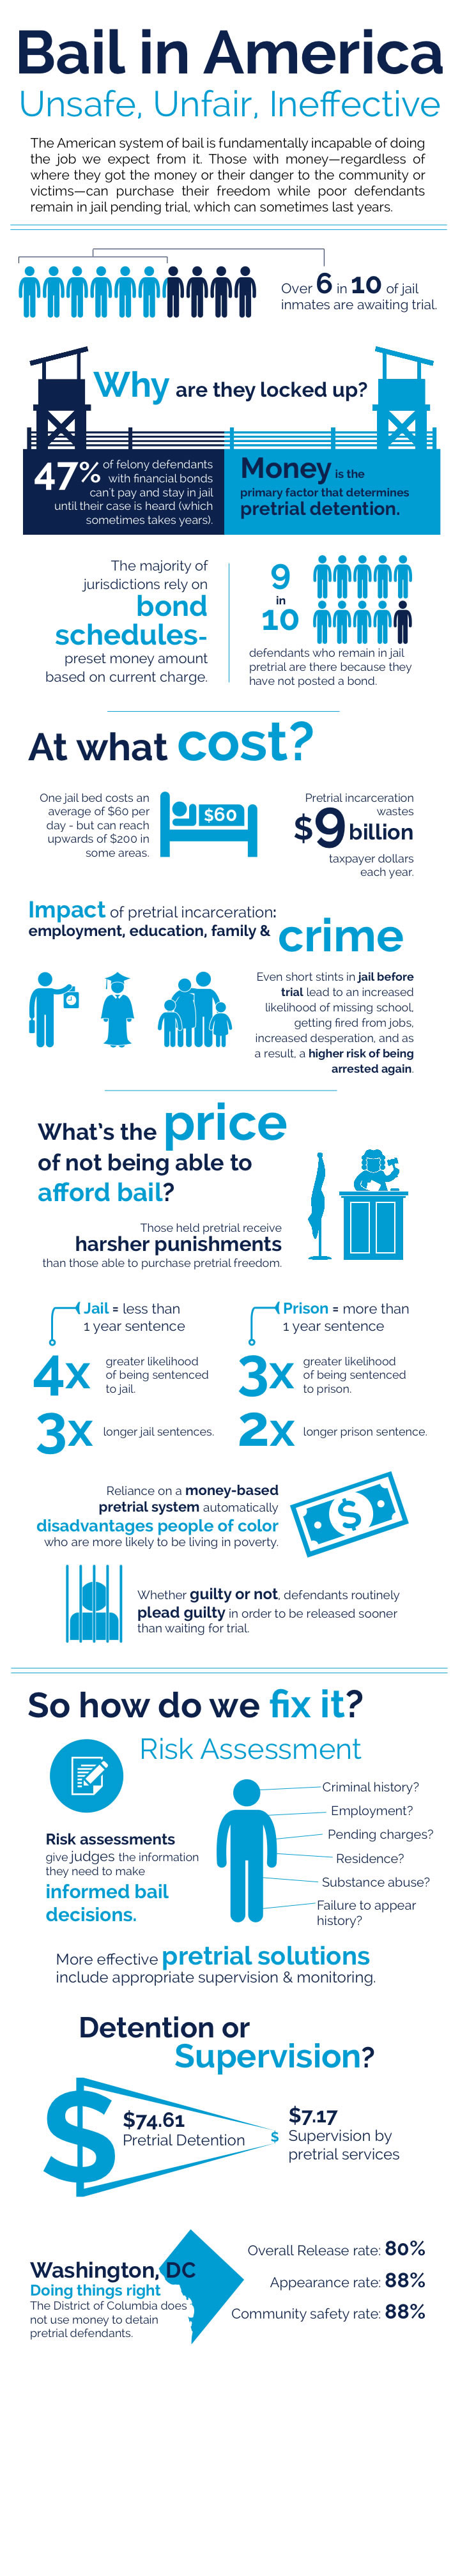 Bail in America
Unsafe, Unfair, Ineffective
The American system of bail is fundamentally incapable of doing
the job we expect from it. Those with money—regardless of
where they got the money or their danger to the community or
victims—can purchase their freedom while poor defendants
remain in jail pending trial, which can sometimes last years.
Over 6 in 10 of jail
inmates are awaiting trial.
Why are they locked up?
47% of felony defendants
with financial bonds
can't pay and stay in jail
until their case is heard (which
sometimes takes years).
Money is the
primary factor that determines
pretrial detention.
The majority of
jurisdictions rely on
bond
schedules-
preset money amount
based on current charge.
9
in
10
defendants who remain in jail
pretrial are there because they
have not posted a bond.
At what cost?
One jail bed costs an
average of $60 per
day - but can reach
upwards of $200 in
some areas.
$60
Pretrial incarceration
wastes
$9 billion
taxpayer dollars
each year.
Impact of pretrial incarceration:
employment, education, family &
crime
Even short stints in jail before
trial lead to an increased
likelihood of missing school,
getting fired from jobs,
increased desperation, and as
a result, a higher risk of being
arrested again.
What's the price
of not being able to
afford bail?
Those held pretrial receive
harsher punishments
than those able to purchase pretrial freedom.
Jail = less than
1 year sentence
4x greater likelihood
of being sentenced
to jail.
3x longer jail sentences.
Prison = more than
1 year sentence
3x greater likelihood
of being sentenced
to prison.
2x longer prison sentence.
Reliance on a money-based
pretrial system automatically
disadvantages people of color
who are more likely to be living in poverty.
$
Whether guilty or not, defendants routinely
plead guilty in order to be released sooner
than waiting for trial.
So how do we fix it?
Risk Assessment
Risk assessments
give judges the information
they need to make
informed bail
decisions.
Criminal history?
Employment?
Pending charges?
Residence?
Substance abuse?
Failure to appear
history?
More effective pretrial solutions
include appropriate supervision & monitoring.
Detention or
Supervision?
$
$74.61
Pretrial Detention
$
$7.17
Supervision by
pretrial services
Washington, DC
Doing things right
The District of Columbia does
not use money to detain
pretrial defendants.
Overall Release rate: 80%
Appearance rate: 88%
Community safety rate: 88%